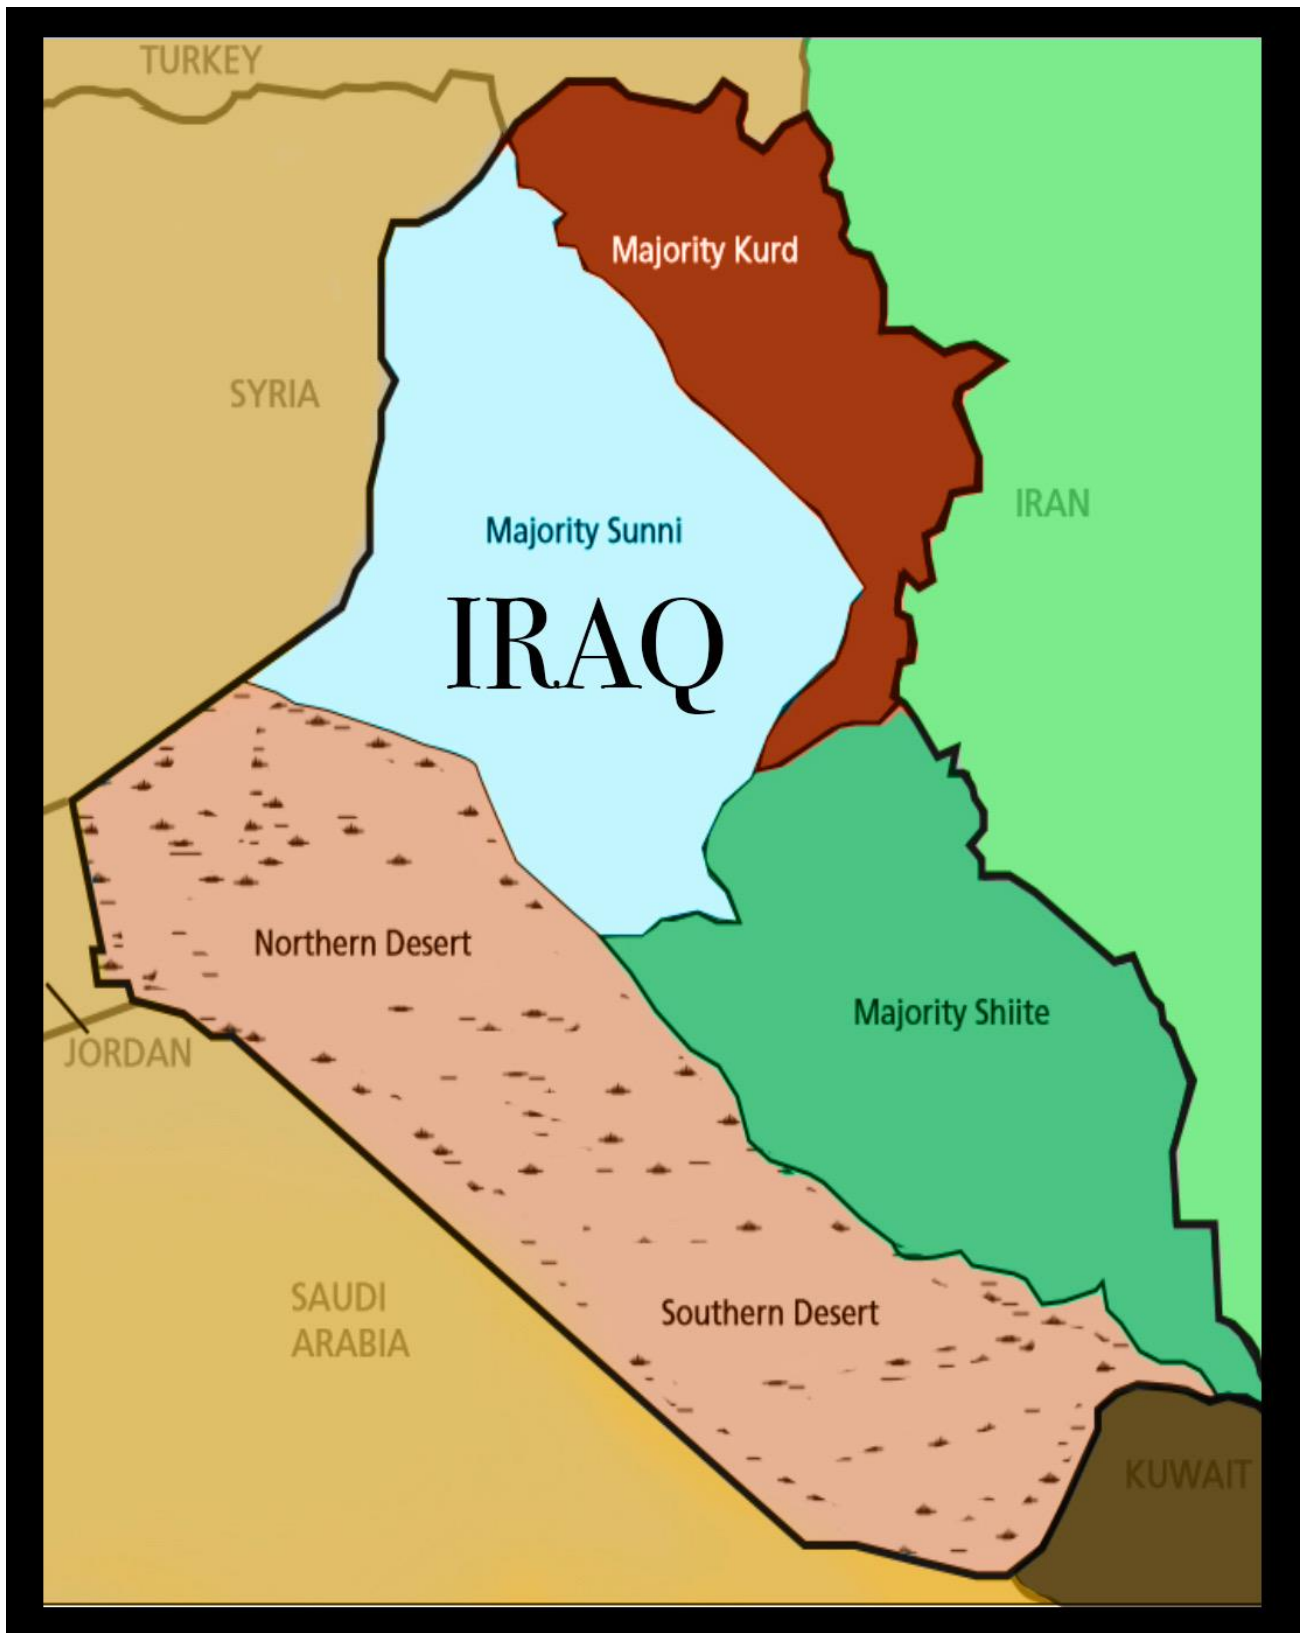 TURKEY
Majority Kurd
SYRIA
IRAN
Majority Sunni
IRAQ
Northern Desert
Majority Shiite
JORDAN
SAUDI
ARABIA
Southern Desert
KUWAIT